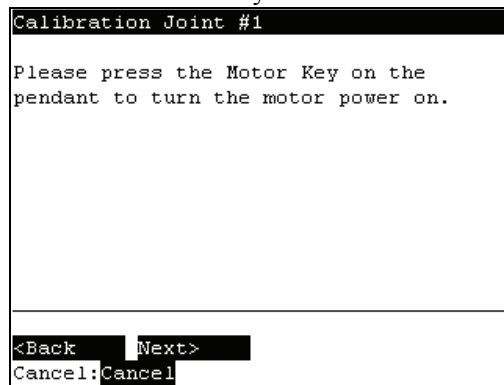 Calibration Joint #1
Please press the Motor Key on the
pendant to turn the motor power on.
<Back Next>
Cancel:Cancel